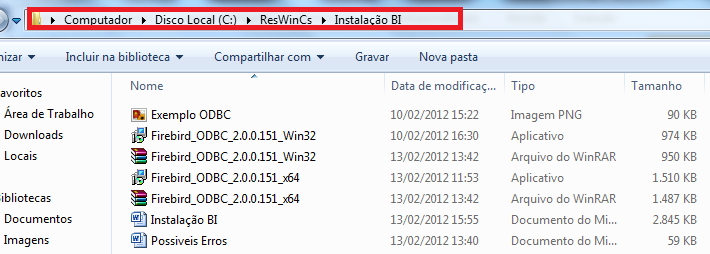 Computador Disco Local (C:) ResWinCs Instalação BI
nizar Incluir na biblioteca Compartilhar com Gravar Nova pasta
avoritos
Área de Trabalho
Downloads
Locais
Bibliotecas
Documentos
Imagens
Nome Data de modificaç... Tipo Tamanho
Exemplo ODBC 10/02/2012 15:22 Imagem PNG 90 KB
Firebird_ODBC_2.0.0.151_Win32 10/02/2012 16:30 Aplicativo 974 KB
Firebird_ODBC_2.0.0.151_Win32 13/02/2012 13:42 Arquivo do WinRAR 950 KB
Firebird_ODBC_2.0.0.151_x64 13/02/2012 11:53 Aplicativo 1.510 KB
Firebird_ODBC_2.0.0.151_x64 13/02/2012 13:42 Arquivo do WinRAR 1.487 KB
Instalação BI 13/02/2012 15:55 Documento do Mi... 2.845 KB
Possiveis Erros 13/02/2012 13:40 Documento do Mi... 59 KB